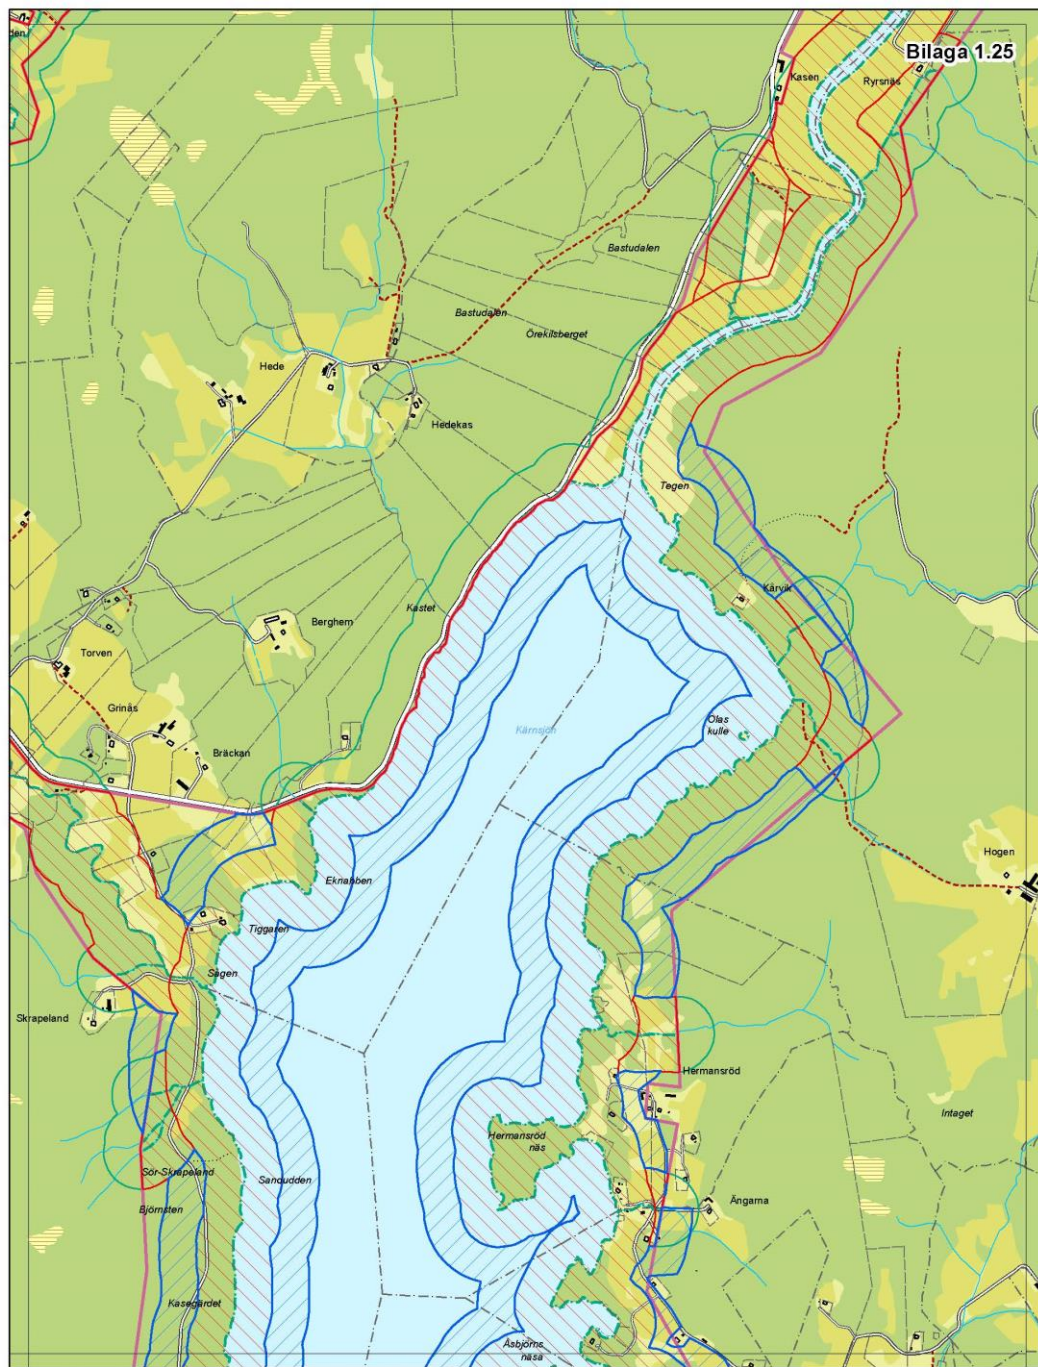 Bilaga 1.25
den
Kasen
Ryrsnäs
Bastudalen
Bastudalen
Örekilsberget
Hede
Hedekas
Tegen
Kårvik
Kastet
Berghem
Torven
Grinås
Bräckan
Kärnsjön
Olas
kulle
Hogen
Eknabben
Tiggaren
Sågen
Skrapeland
Hermansröd
Intaget
Hermansröd
näs
Sör-Skrapeland
Sandudden
Björnsten
Ängarna
Kasegärdet
Åsbjörns
näsa